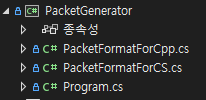 PacketGenerator
종속성
PacketFormatForCpp.cs
PacketFormatForCS.cs
Program.cs